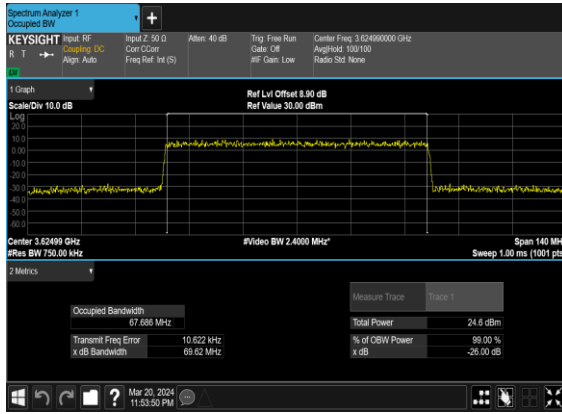 Spectrum Analyzer 1
Occupied BW
KEYSIGHT
R T
LXI
Input: RF
Coupling: DC
Align: Auto
Input Z: 50 Ω
Corr CCorr
Freq Ref: Int (S)
Atten: 40 dB
Trig: Free Run
Gate: Off
#IF Gain: Low
Center Freq: 3.624990000 GHz
Avg|Hold: 100/100
Radio Std: None
1 Graph
Scale/Div 10.0 dB
Ref Lvl Offset 8.90 dB
Ref Value 30.00 dBm
Log
20.0
10.0
0.00
-10.0
-20.0
-30.0
-40.0
-50.0
-60.0
Center 3.62499 GHz
#Video BW 2.4000 MHz*
Span 140 MH
#Res BW 750.00 kHz
Sweep 1.00 ms (1001 pts
2 Metrics
Measure Trace Trace 1
Occupied Bandwidth
67.686 MHz
Total Power 24.6 dBm
Transmit Freq Error 10.622 kHz
% of OBW Power 99.00 %
x dB Bandwidth 69.62 MHz
x dB -26.00 dB
?
Mar 20, 2024
11:53:50 PM